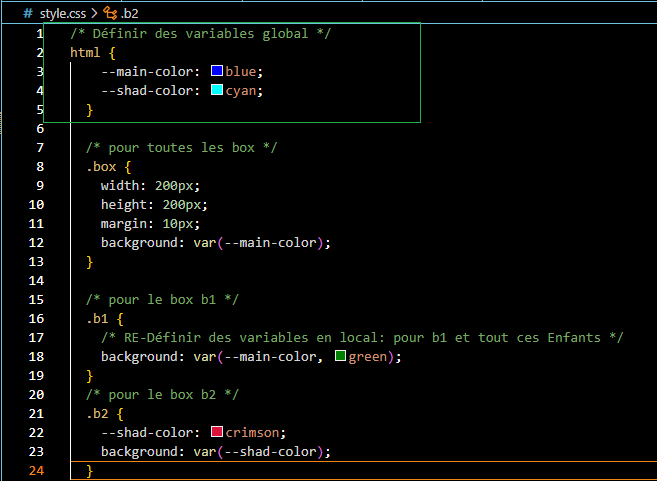 # style.css > .b2
1 /* Définir des variables global */
2 html {
3 --main-color: blue;
4 --shad-color: cyan;
5 }
6
7 /* pour toutes les box */
8 .box {
9 width: 200px;
10 height: 200px;
11 margin: 10px;
12 background: var(--main-color);
13 }
14
15 /* pour le box b1 */
16 .b1 {
17 /* RE-Définir des variables en local: pour b1 et tout ces Enfants */
18 background: var(--main-color, green);
19 }
20 /* pour le box b2 */
21 .b2 {
22 --shad-color: crimson;
23 background: var(--shad-color);
24 }